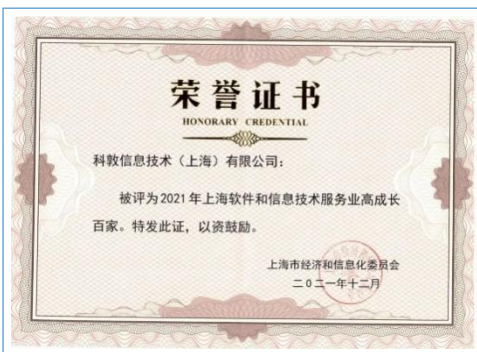 荣誉证书
HONORARY CREDENTIAL
科敦信息技术（上海）有限公司：
被评为2021年上海软件和信息技术服务业高成长
百家。特发此证，以资鼓励。
上海市经济和信息化委员会
二〇二一年十二月